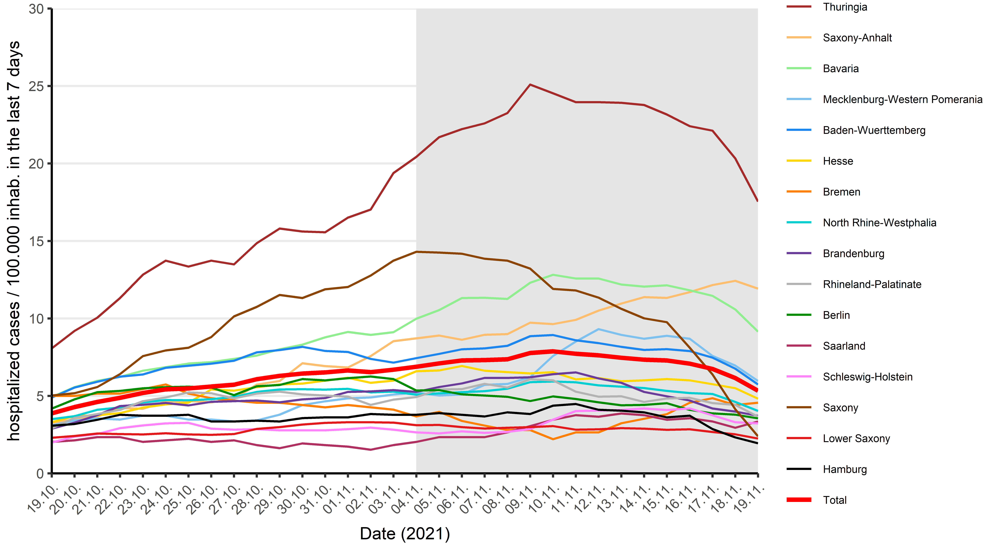 hospitalized cases / 100.000 inhab. in the last 7 days
30
25
20
15
10
5
0
19.10.
20.10.
21.10.
22.10.
23.10.
24.10.
25.10.
26.10.
27.10.
28.10.
29.10.
30.10.
31.10.
01.11.
02.11.
03.11.
04.11.
05.11.
06.11.
07.11.
08.11.
09.11.
10.11.
11.11.
12.11.
13.11.
14.11.
15.11.
16.11.
17.11.
18.11.
19.11.
Date (2021)
Thuringia
Saxony-Anhalt
Bavaria
Mecklenburg-Western Pomerania
Baden-Wuerttemberg
Hesse
Bremen
North Rhine-Westphalia
Brandenburg
Rhineland-Palatinate
Berlin
Saarland
Schleswig-Holstein
Saxony
Lower Saxony
Hamburg
Total